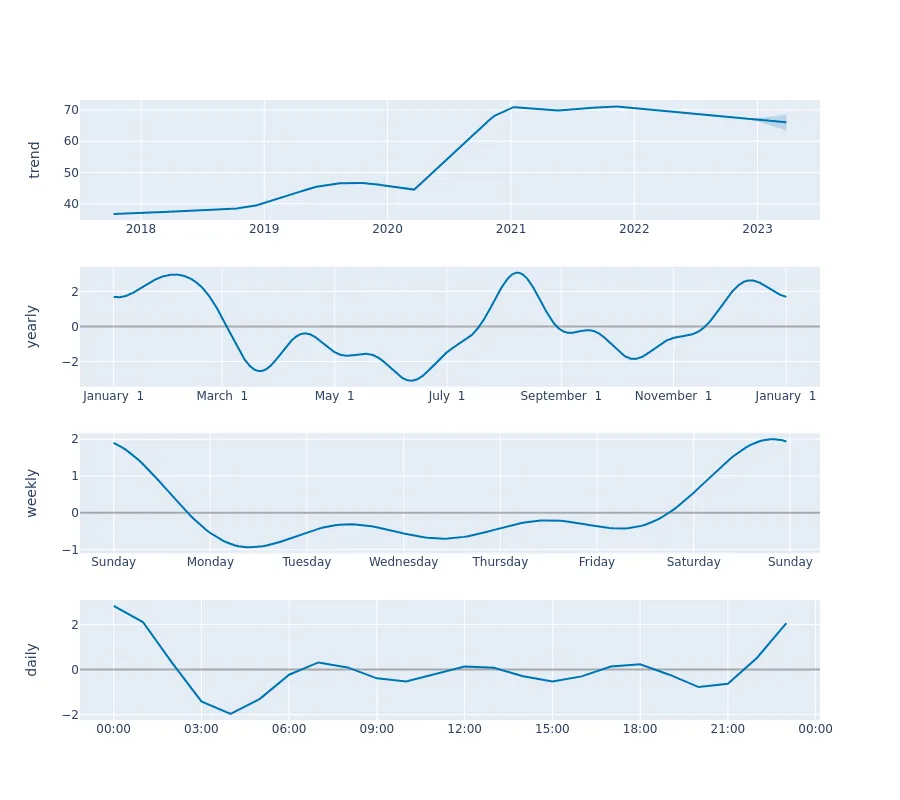 trend
70
60
50
40
2018 2019 2020 2021 2022 2023
yearly
2
0
−2
January 1 March 1 May 1 July 1 September 1 November 1 January 1
weekly
2
1
0
−1
Sunday Monday Tuesday Wednesday Thursday Friday Saturday Sunday
daily
2
0
−2
00:00 03:00 06:00 09:00 12:00 15:00 18:00 21:00 00:00